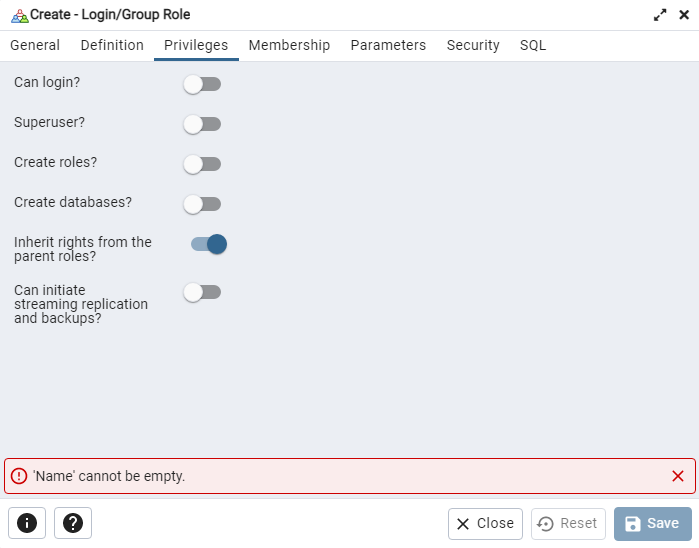 Create - Login/Group Role
General Definition Privileges Membership Parameters Security SQL
Can login?
Superuser?
Create roles?
Create databases?
Inherit rights from the
parent roles?
Can initiate
streaming replication
and backups?
'Name' cannot be empty.
Close Reset Save